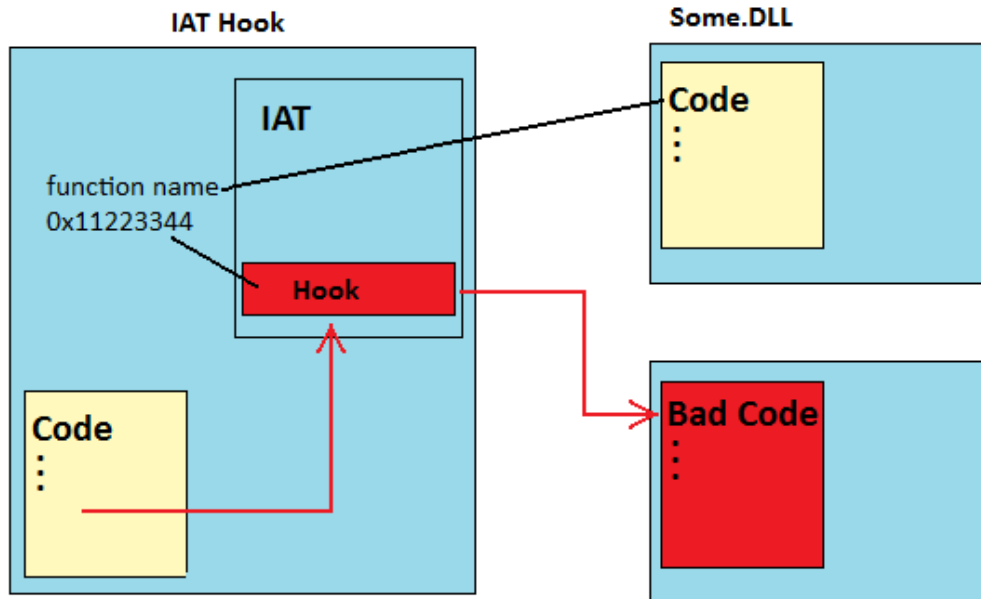 IAT Hook
Some.DLL
IAT
Code
function name
0x11223344
Hook
Code
Bad Code